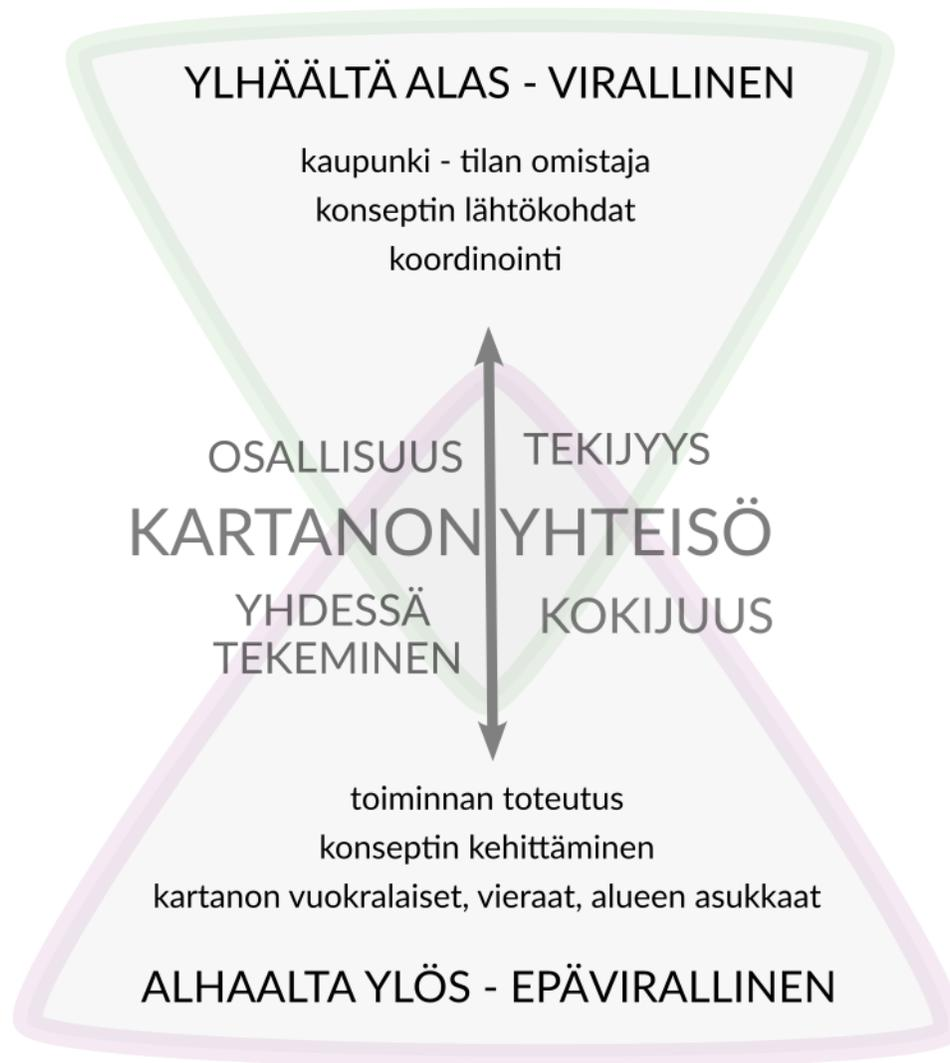 YLHÄÄLTÄ ALAS - VIRALLINEN
kaupunki - tilan omistaja
konseptin lähtökohdat
koordinointi
OSALLISUUS
TEKIJYYS
KARTANON YHTEISÖ
YHDESSÄ
TEKEMINEN
KOKIJUUS
toiminnan toteutus
konseptin kehittäminen
kartanon vuokralaiset, vieraat, alueen asukkaat
ALHAALTA YLÖS - EPÄVIRALLINEN